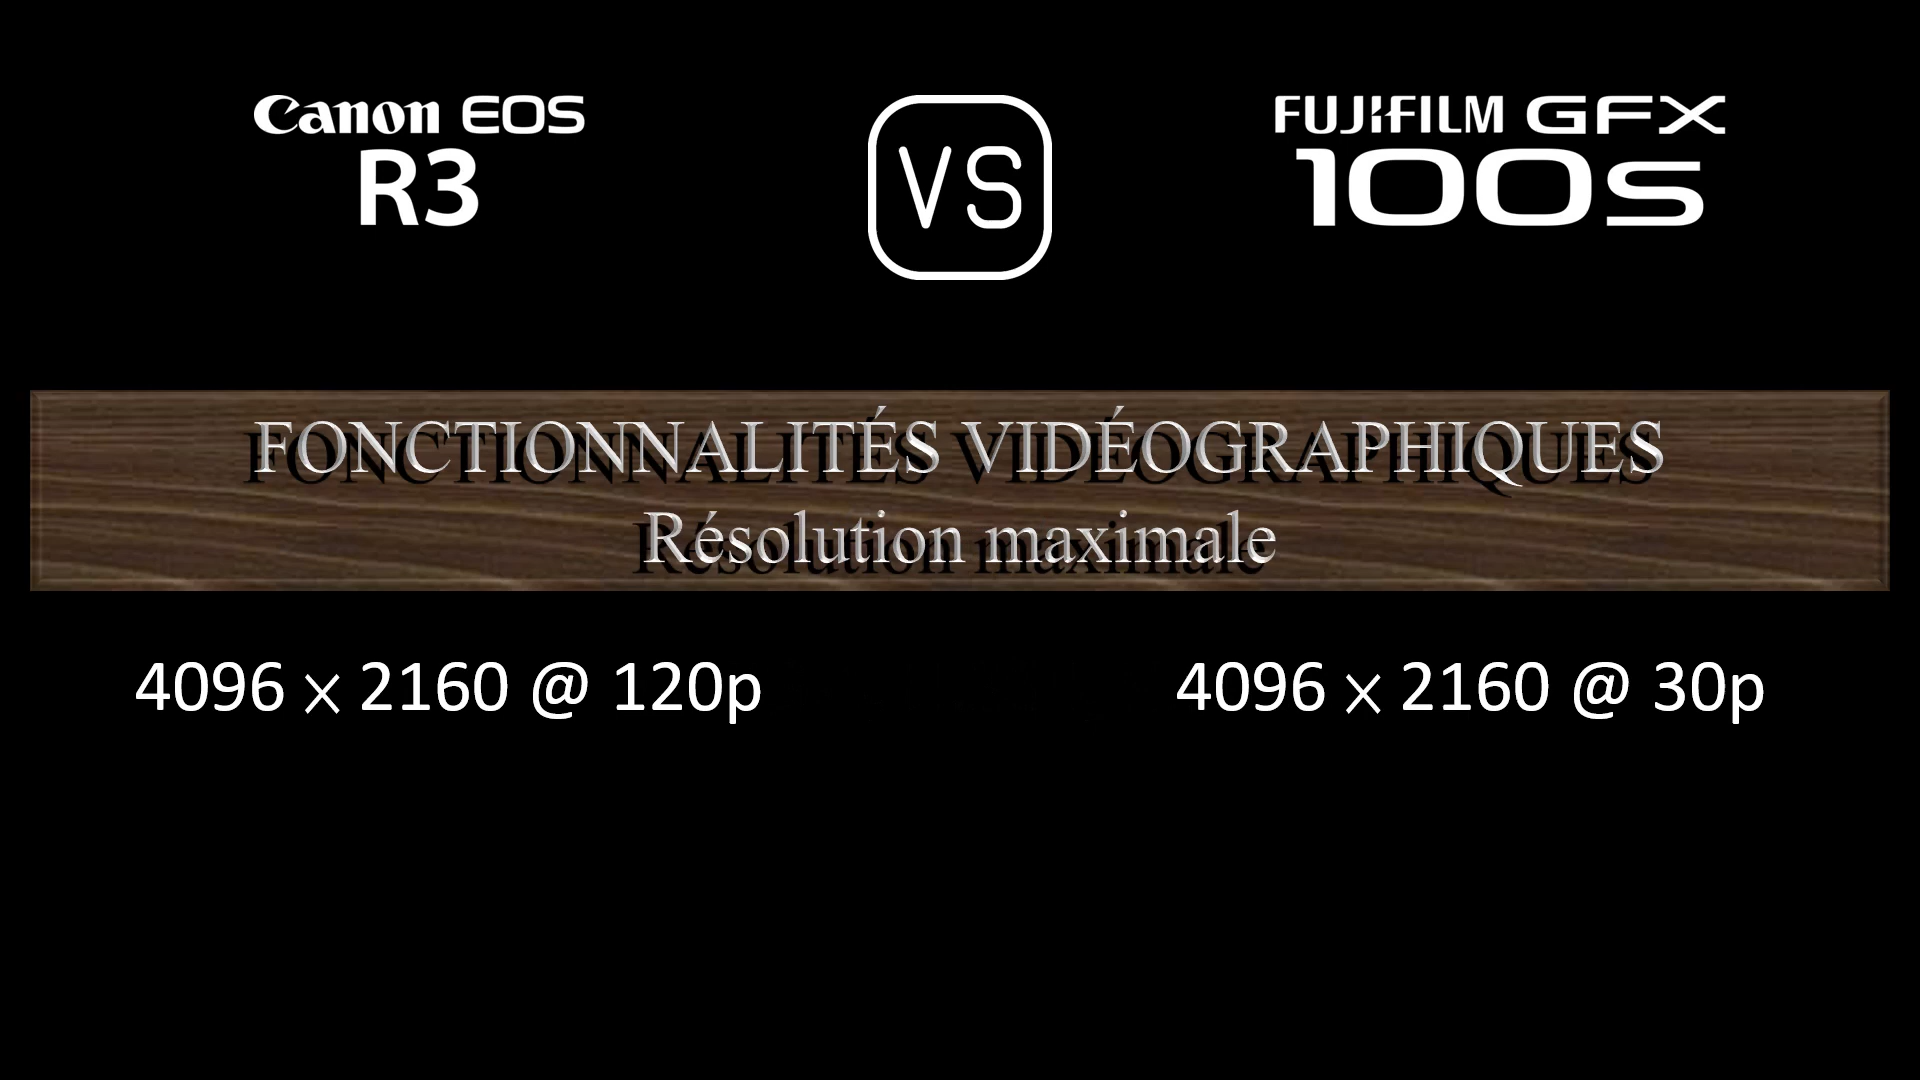 Canon EOS
R3
VS
FUJIFILM GFX
100S
FONCTIONNALITÉS VIDÉOGRAPHIQUES
Résolution maximale
4096 x 2160 @ 120p
4096 x 2160 @ 30p